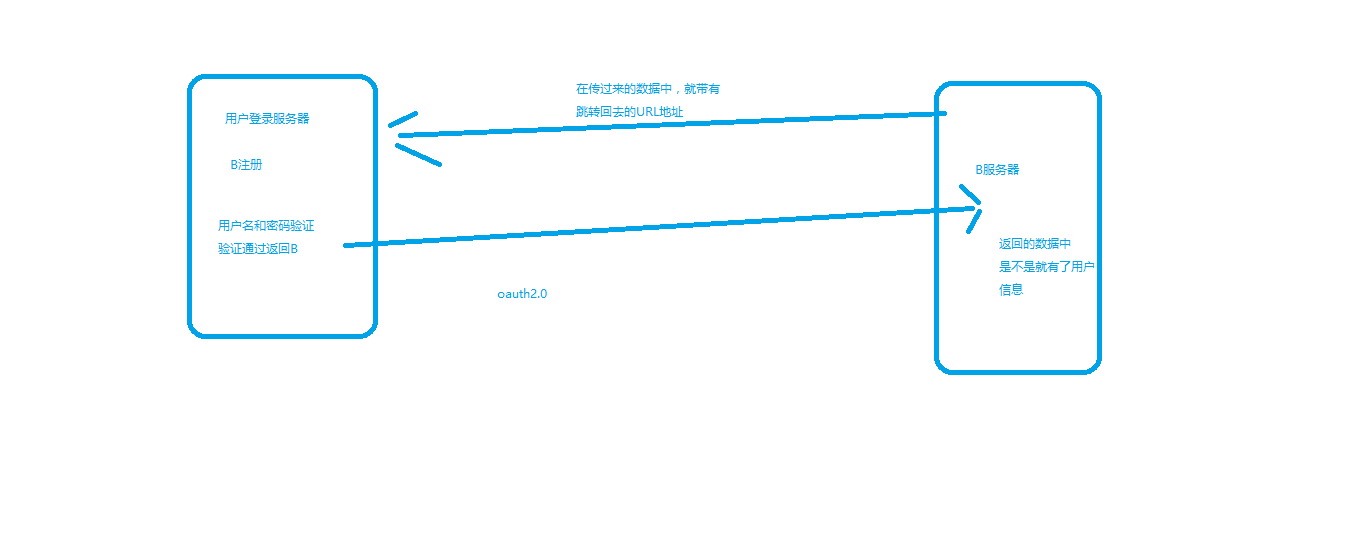 用户登录服务器
B注册
用户名和密码验证
验证通过返回B
在传过来的数据中，就带有
跳转回去的URL地址
oauth2.0
B服务器
返回的数据中
是不是就有了用户
信息